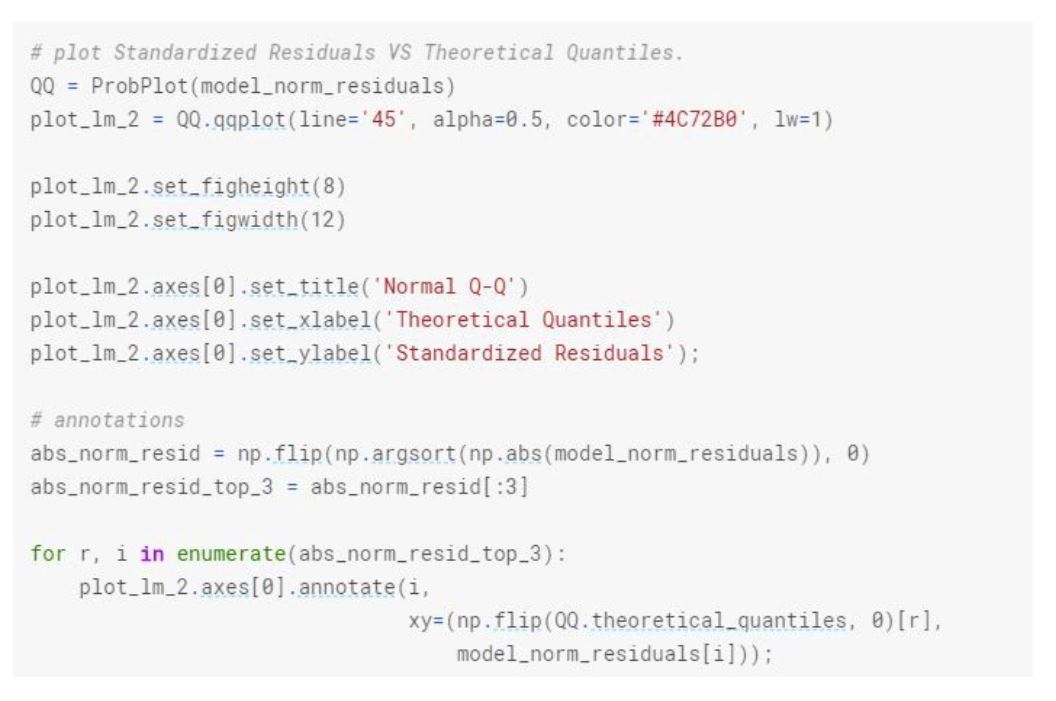 # plot Standardized Residuals VS Theoretical Quantiles.
QQ = ProbPlot(model_norm_residuals)
plot_lm_2 = QQ.qqplot(line='45', alpha=0.5, color='#4C72B0', lw=1)
plot_lm_2.set_figheight(8)
plot_lm_2.set_figwidth(12)
plot_lm_2.axes[0].set_title('Normal Q-Q')
plot_lm_2.axes[0].set_xlabel('Theoretical Quantiles')
plot_lm_2.axes[0].set_ylabel('Standardized Residuals');
# annotations
abs_norm_resid = np.flip(np.argsort(np.abs(model_norm_residuals)), 0)
abs_norm_resid_top_3 = abs_norm_resid[:3]
for r, i in enumerate(abs_norm_resid_top_3):
    plot_lm_2.axes[0].annotate(i,
                               xy=(np.flip(QQ.theoretical_quantiles, 0)[r],
                                   model_norm_residuals[i]));